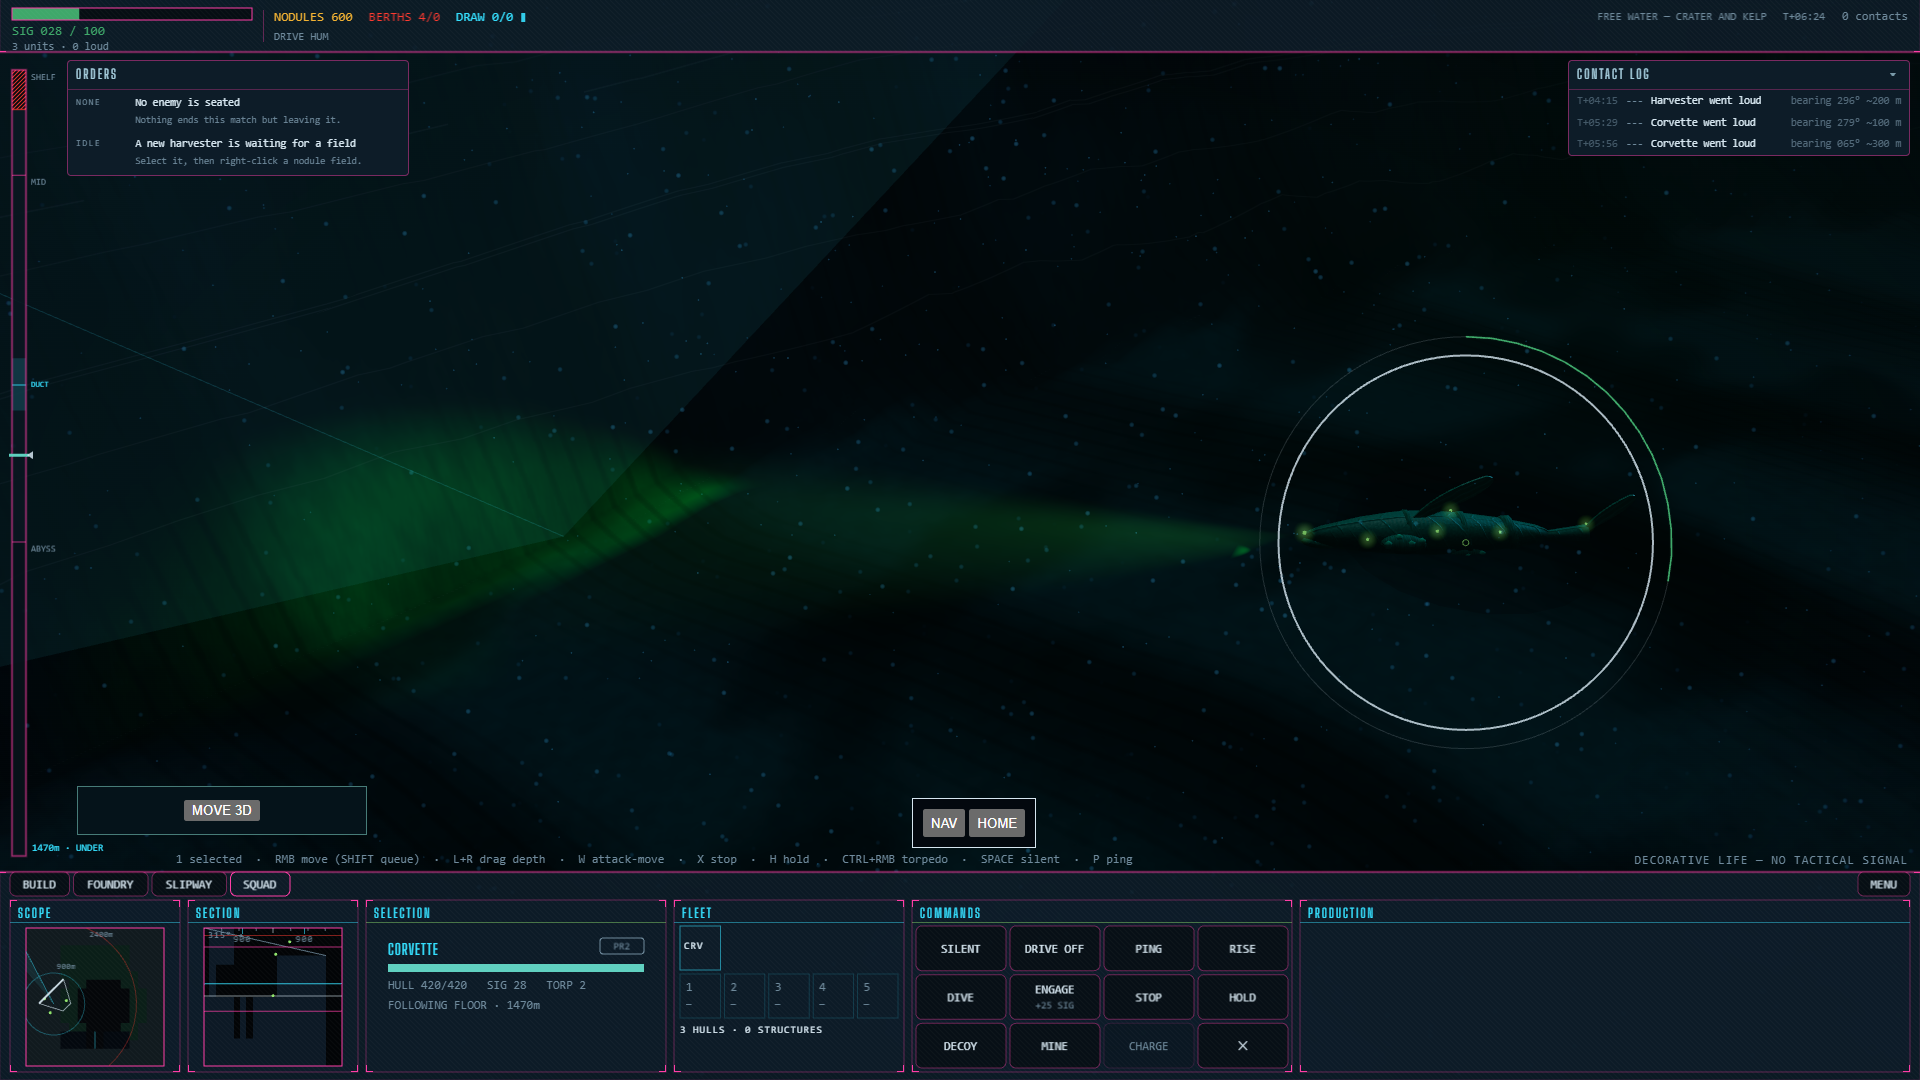 SIG 028 / 100
3 units · 0 loud
NODULES 600 BERTHS 4/0 DRAW 0/0
DRIVE HUM
FREE WATER — CRATER AND KELP T+06:24 0 contacts
SHELF
MID
DUCT
ABYSS
1470m · UNDER
ORDERS
NONE No enemy is seated
Nothing ends this match but leaving it.
IDLE A new harvester is waiting for a field
Select it, then right-click a nodule field.
CONTACT LOG
T+04:15 --- Harvester went loud bearing 296° ~200 m
T+05:29 --- Corvette went loud bearing 279° ~100 m
T+05:56 --- Corvette went loud bearing 065° ~300 m
MOVE 3D
NAV HOME
1 selected · RMB move (SHIFT queue) · L+R drag depth · W attack-move · X stop · H hold · CTRL+RMB torpedo · SPACE silent · P ping
DECORATIVE LIFE — NO TACTICAL SIGNAL
BUILD FOUNDRY SLIPWAY SQUAD MENU
SCOPE
2400m
900m
SECTION
315°
900 900
SELECTION
CORVETTE PR2
HULL 420/420 SIG 28 TORP 2
FOLLOWING FLOOR · 1470m
FLEET
CRV
1 2 3 4 5
– – – – –
3 HULLS · 0 STRUCTURES
COMMANDS
SILENT DRIVE OFF PING RISE
DIVE ENGAGE STOP HOLD
+25 SIG
DECOY MINE CHARGE ✕
PRODUCTION